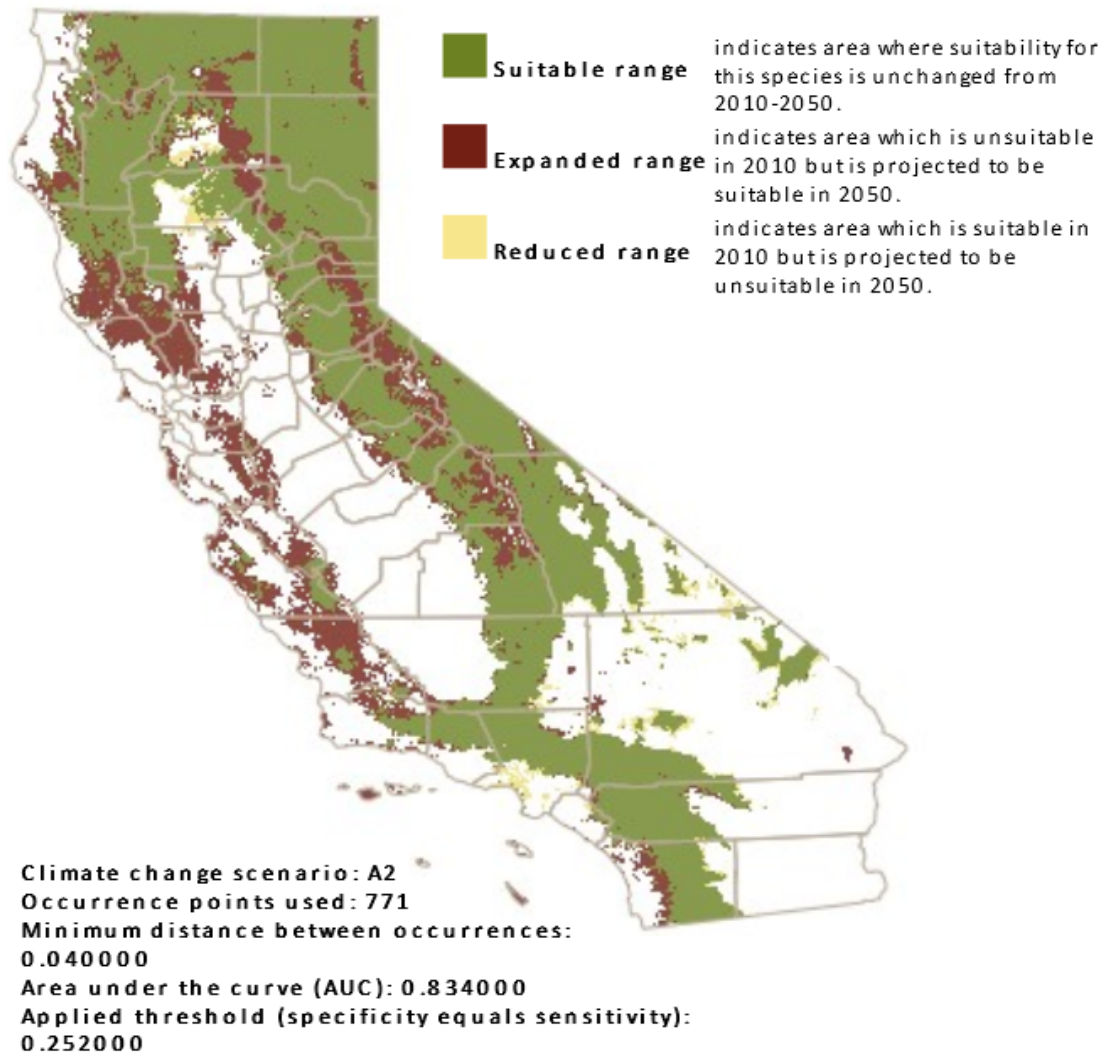 Suitable range
indicates area where suitability for
this species is unchanged from
2010-2050.
Expanded range
indicates area which is unsuitable
in 2010 but is projected to be
suitable in 2050.
Reduced range
indicates area which is suitable in
2010 but is projected to be
unsuitable in 2050.
Climate change scenario: A2
Occurrence points used: 771
Minimum distance between occurrences:
0.040000
Area under the curve (AUC): 0.834000
Applied threshold (specificity equals sensitivity):
0.252000